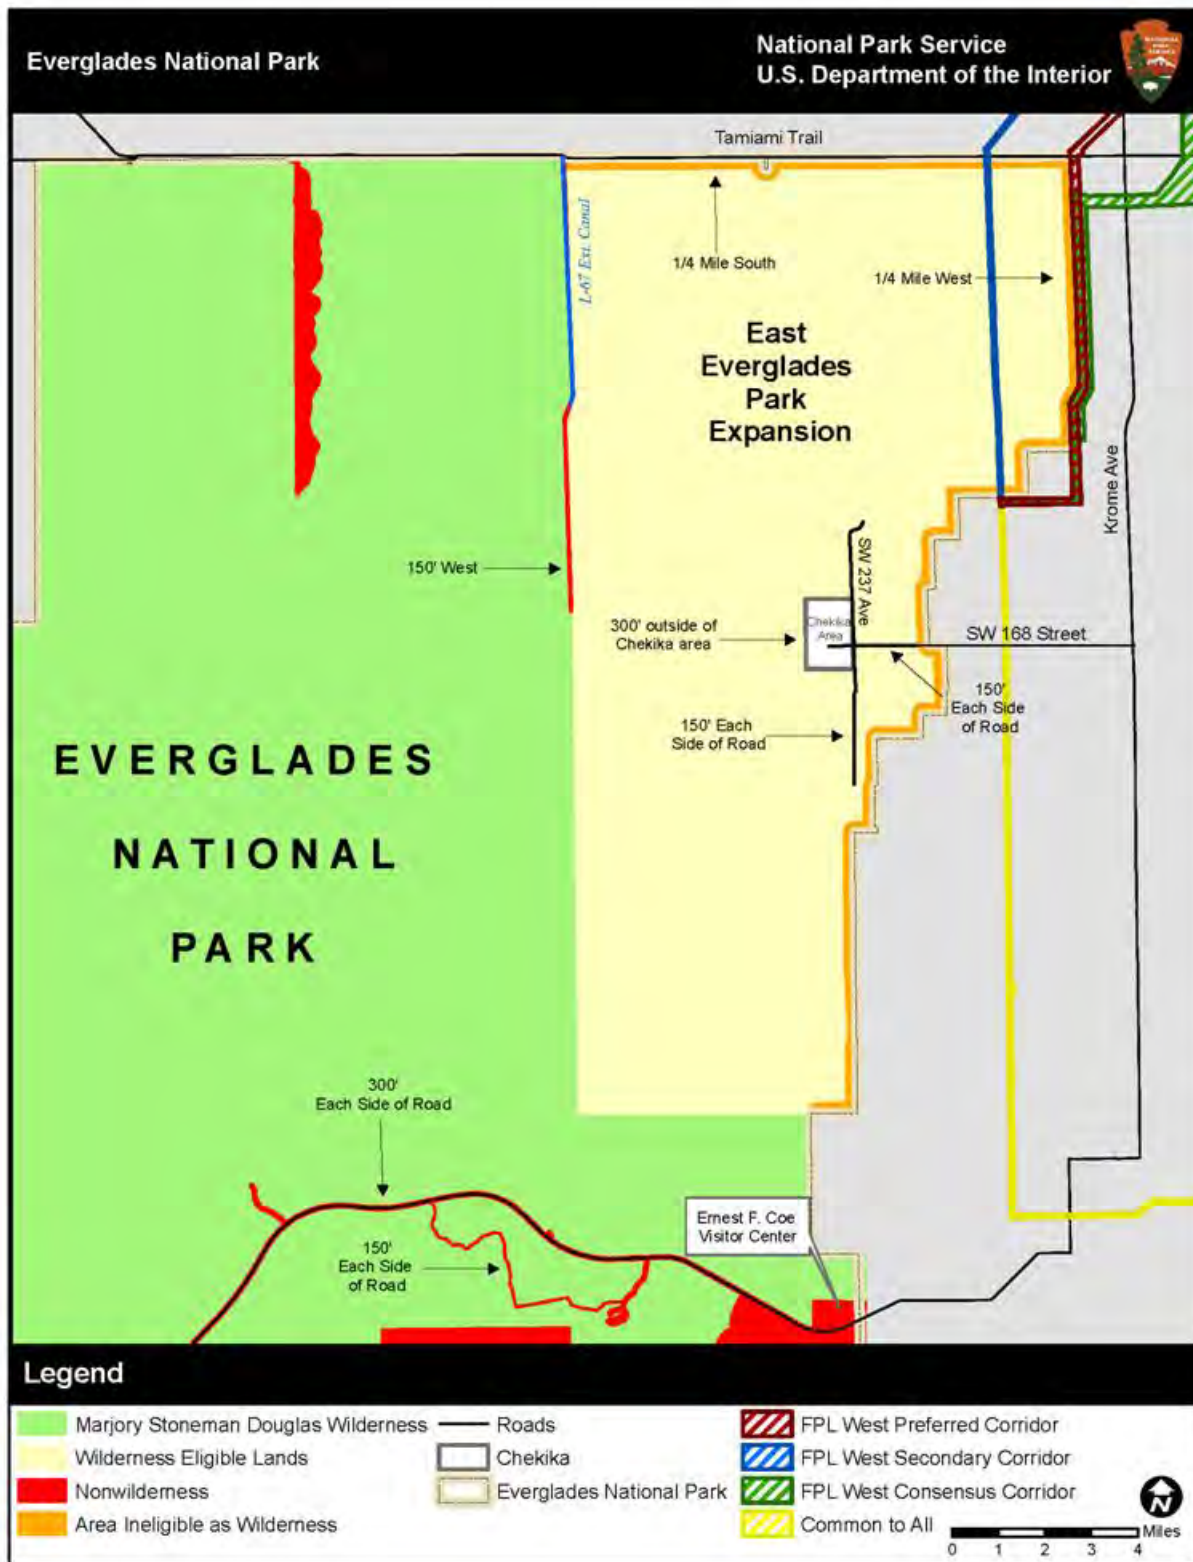 Everglades National Park
National Park Service
U.S. Department of the Interior
NATIONAL
PARK
SERVICE
Tamiami Trail
L-67 Ext. Canal
1/4 Mile South
1/4 Mile West
East
Everglades
Park
Expansion
Krome Ave
150' West
SW 237 Ave
300' outside of
Chekika area
Chekika
Area
SW 168 Street
150'
Each Side
of Road
150' Each
Side of Road
EVERGLADES
NATIONAL
PARK
300'
Each Side of Road
Ernest F. Coe
Visitor Center
150'
Each Side
of Road
Legend
Marjory Stoneman Douglas Wilderness
Wilderness Eligible Lands
Nonwilderness
Area Ineligible as Wilderness
Roads
Chekika
Everglades National Park
FPL West Preferred Corridor
FPL West Secondary Corridor
FPL West Consensus Corridor
Common to All
N
Miles
0 1 2 3 4